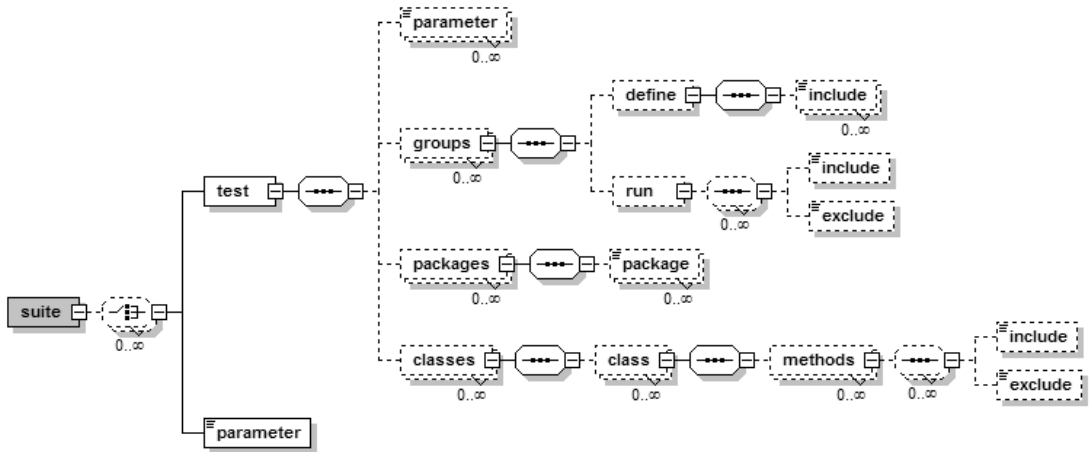 parameter
0..∞
define
include
0..∞
groups
0..∞
run
0..∞
include
exclude
test
packages
0..∞
package
0..∞
suite
0..∞
classes
0..∞
class
0..∞
methods
0..∞
0..∞
include
exclude
parameter